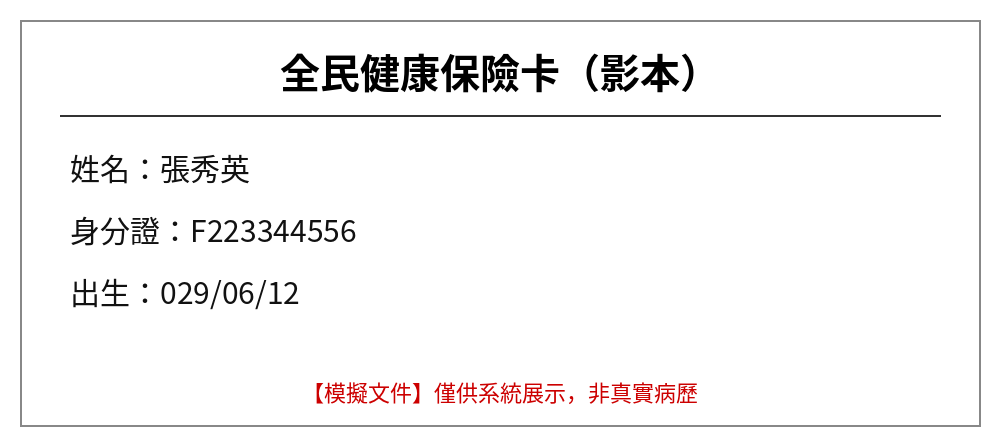 全民健康保險卡（影本）
姓名：張秀英
身分證：F223344556
出生：029/06/12
【模擬文件】僅供系統展示，非真實病歷